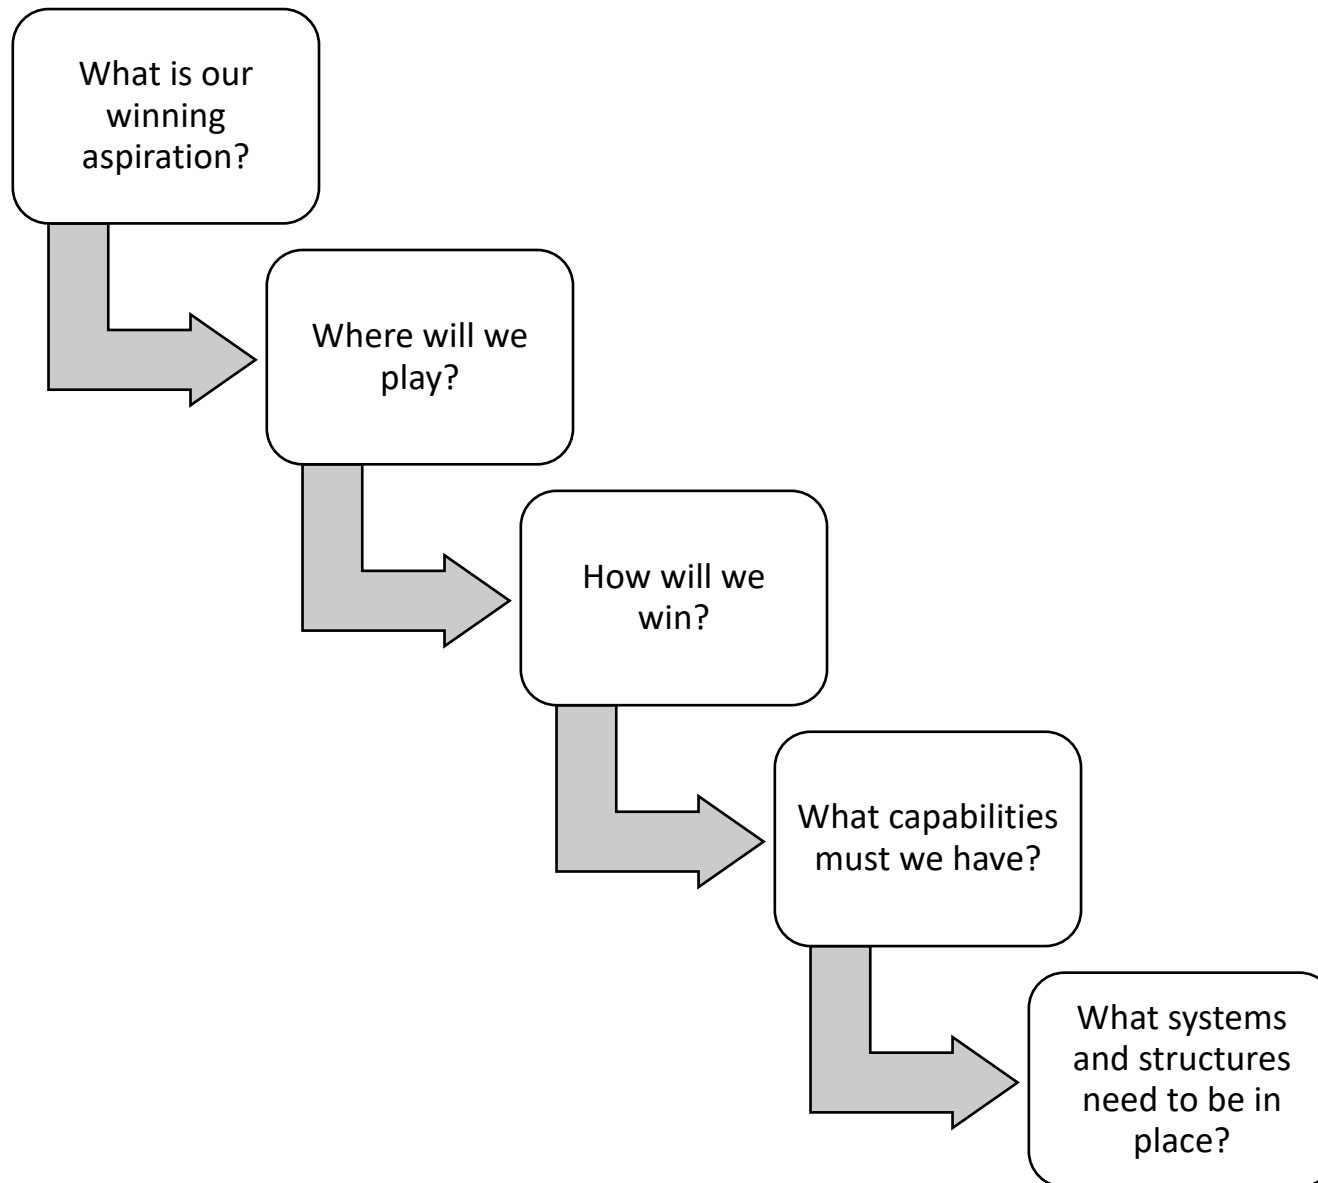 What is our
winning
aspiration?
Where will we
play?
How will we
win?
What capabilities
must we have?
What systems
and structures
need to be in
place?